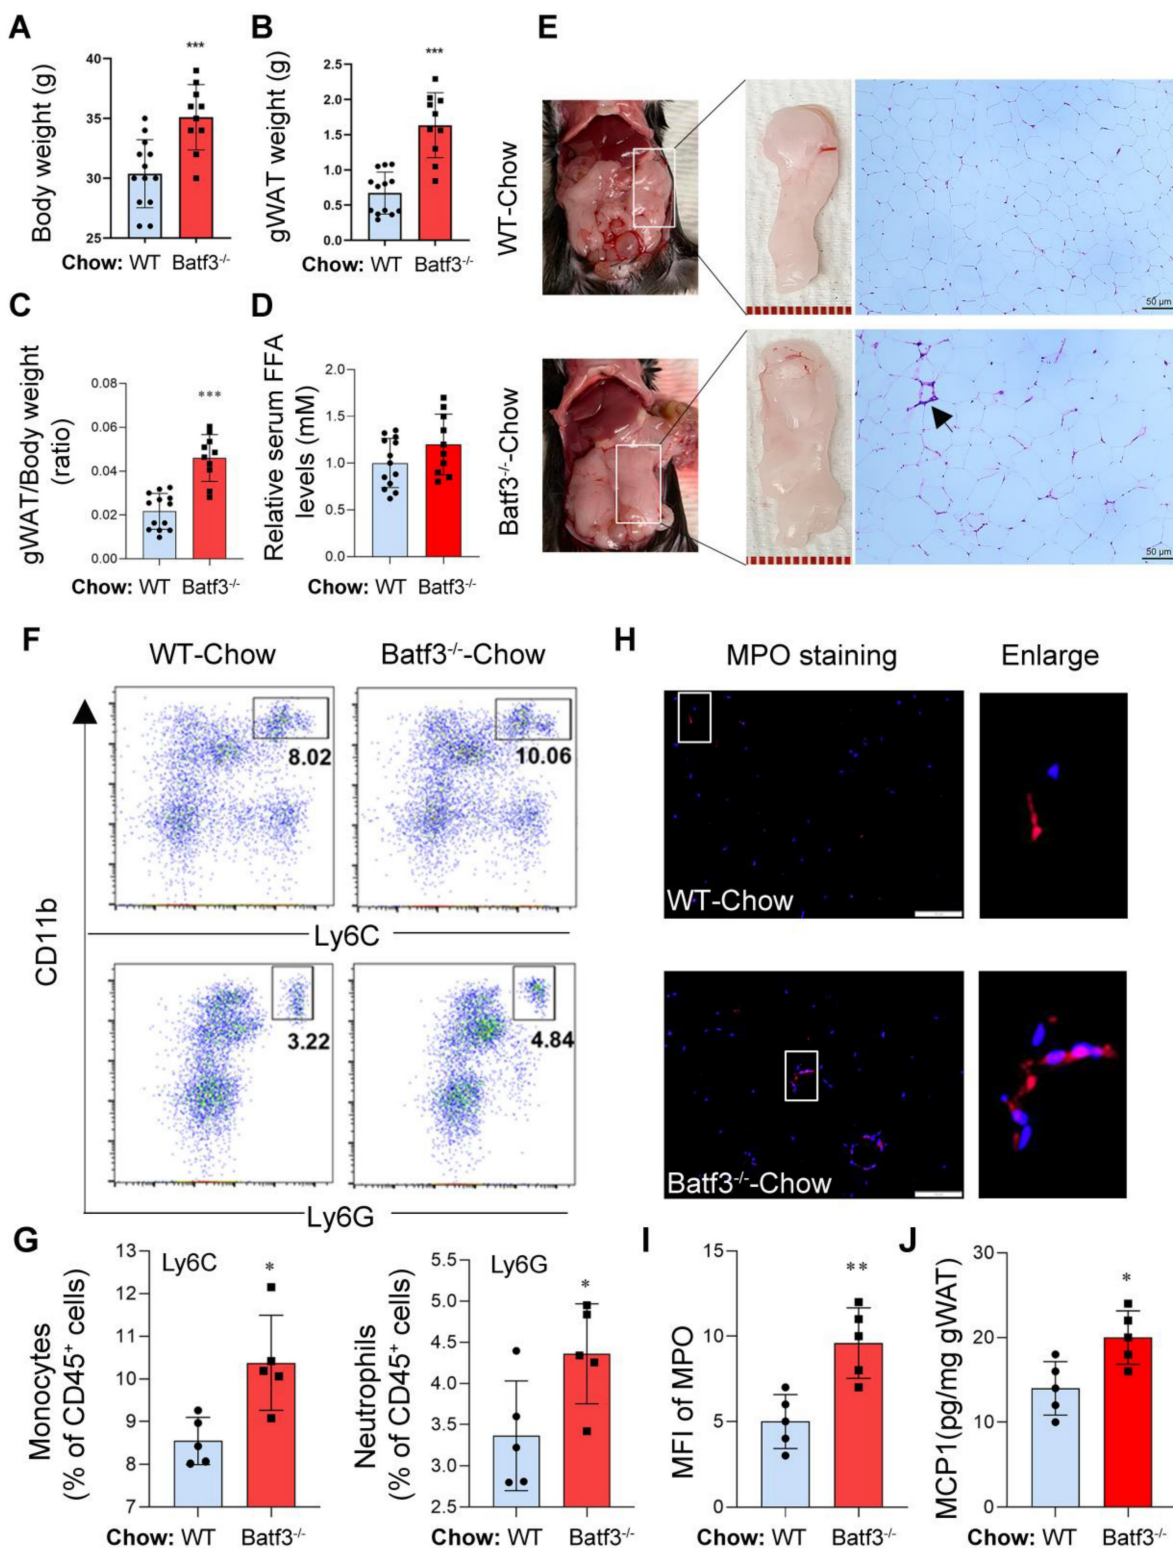 A
Body weight (g)
40
35
30
25
***
Chow: WT Batf3-/-
B
gWAT weight (g)
2.5
2.0
1.5
1.0
0.5
0.0
***
Chow: WT Batf3-/-
C
gWAT/Body weight
(ratio)
0.08
0.06
0.04
0.02
0.00
***
Chow: WT Batf3-/-
D
Relative serum FFA
levels (mM)
2.0
1.5
1.0
0.5
0.0
Chow: WT Batf3-/-
E
WT-Chow
50 µm
Batf3-/--Chow
50 µm
F
WT-Chow
Batf3-/--Chow
CD11b
8.02
10.06
Ly6C
3.22
4.84
Ly6G
H
MPO staining
Enlarge
WT-Chow
Batf3-/--Chow
G
Monocytes
(% of CD45+ cells)
13
12
11
10
9
8
7
Ly6C
*
Chow: WT Batf3-/-
Neutrophils
(% of CD45+ cells)
5.5
5.0
4.5
4.0
3.5
3.0
2.5
Ly6G
*
Chow: WT Batf3-/-
I
MFI of MPO
15
10
5
0
**
Chow: WT Batf3-/-
J
MCP1(pg/mg gWAT)
30
20
10
0
*
Chow: WT Batf3-/-